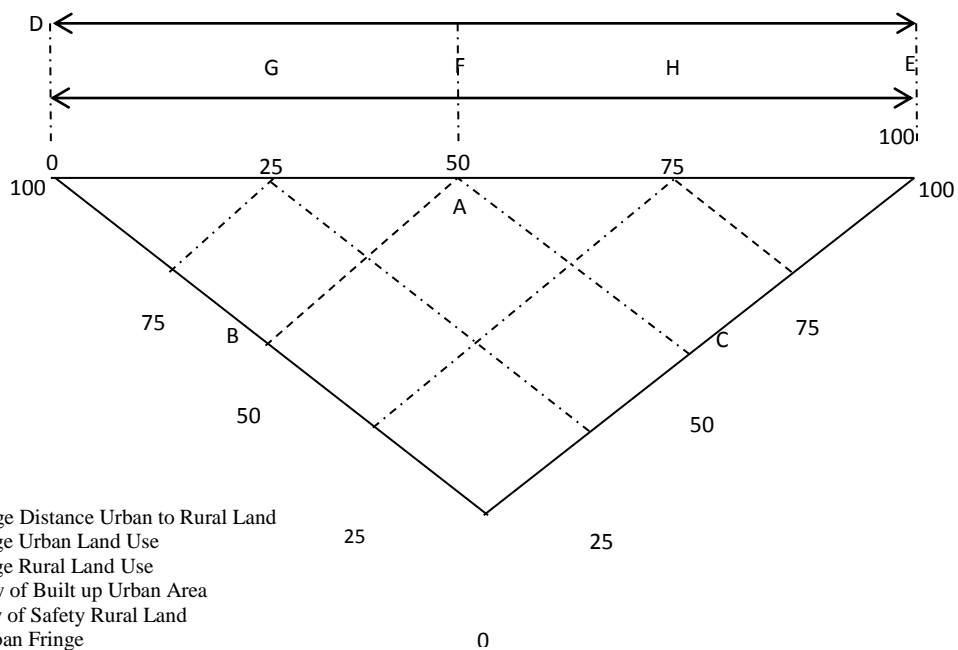 D
G F H E
100
0 25 50 75
100 100
A
75 75
B C
50 50
ge Distance Urban to Rural Land
25 25
ge Urban Land Use
ge Rural Land Use
y of Built up Urban Area
y of Safety Rural Land
ban Fringe
0